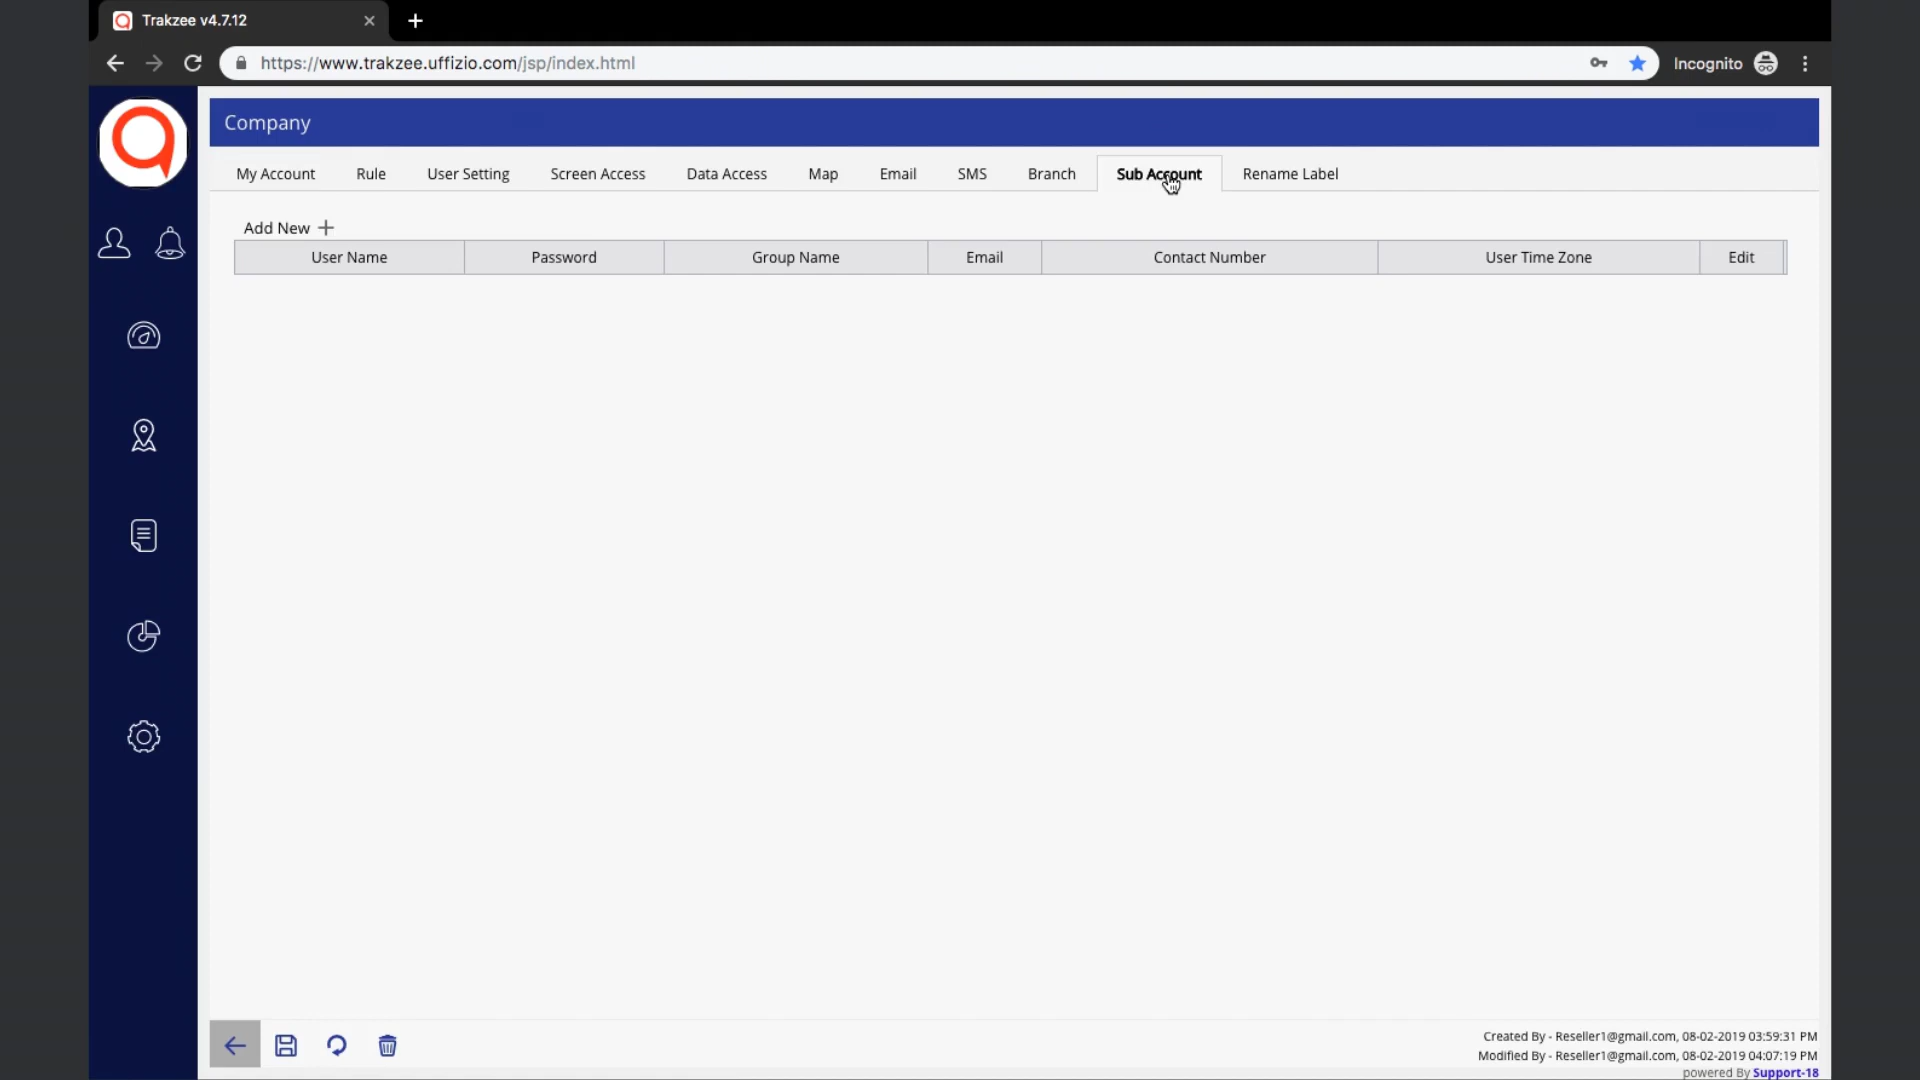 Trakzee v4.7.12
https://www.trakzee.uffizio.com/jsp/index.html
Incognito
Company
My Account Rule User Setting Screen Access Data Access Map Email SMS Branch Sub Account Rename Label
Add New +
User Name Password Group Name Email Contact Number User Time Zone Edit
Created By - Reseller1@gmail.com, 08-02-2019 03:59:31 PM
Modified By - Reseller1@gmail.com, 08-02-2019 04:07:19 PM
powered By Support-18